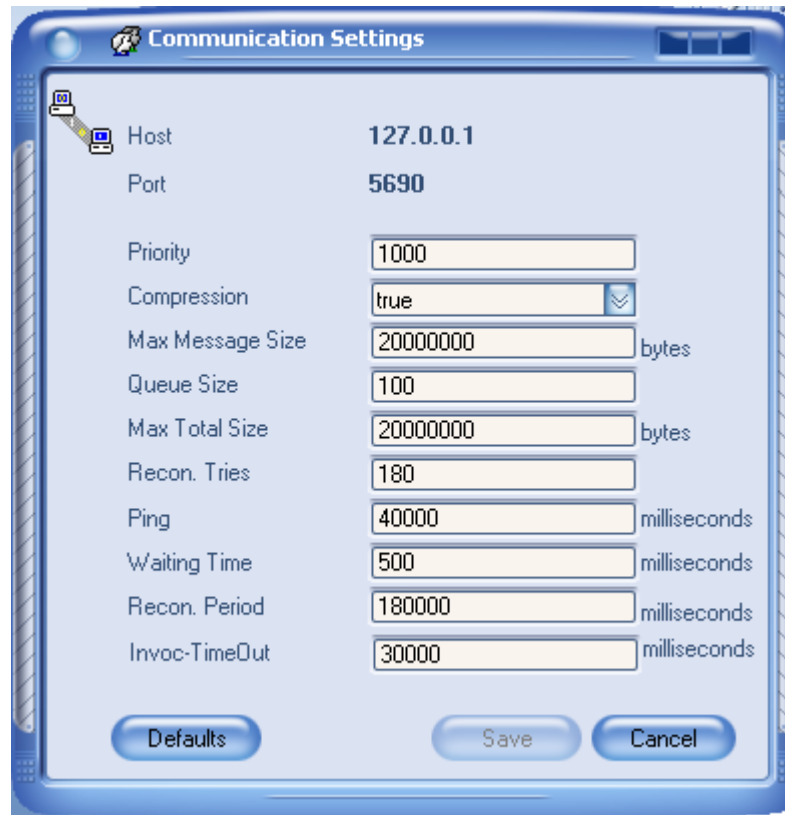 Communication Settings
Host 127.0.0.1
Port 5690
Priority 1000
Compression true
Max Message Size 20000000 bytes
Queue Size 100
Max Total Size 20000000 bytes
Recon. Tries 180
Ping 40000 milliseconds
Waiting Time 500 milliseconds
Recon. Period 180000 milliseconds
Invoc-TimeOut 30000 milliseconds
Defaults Save Cancel